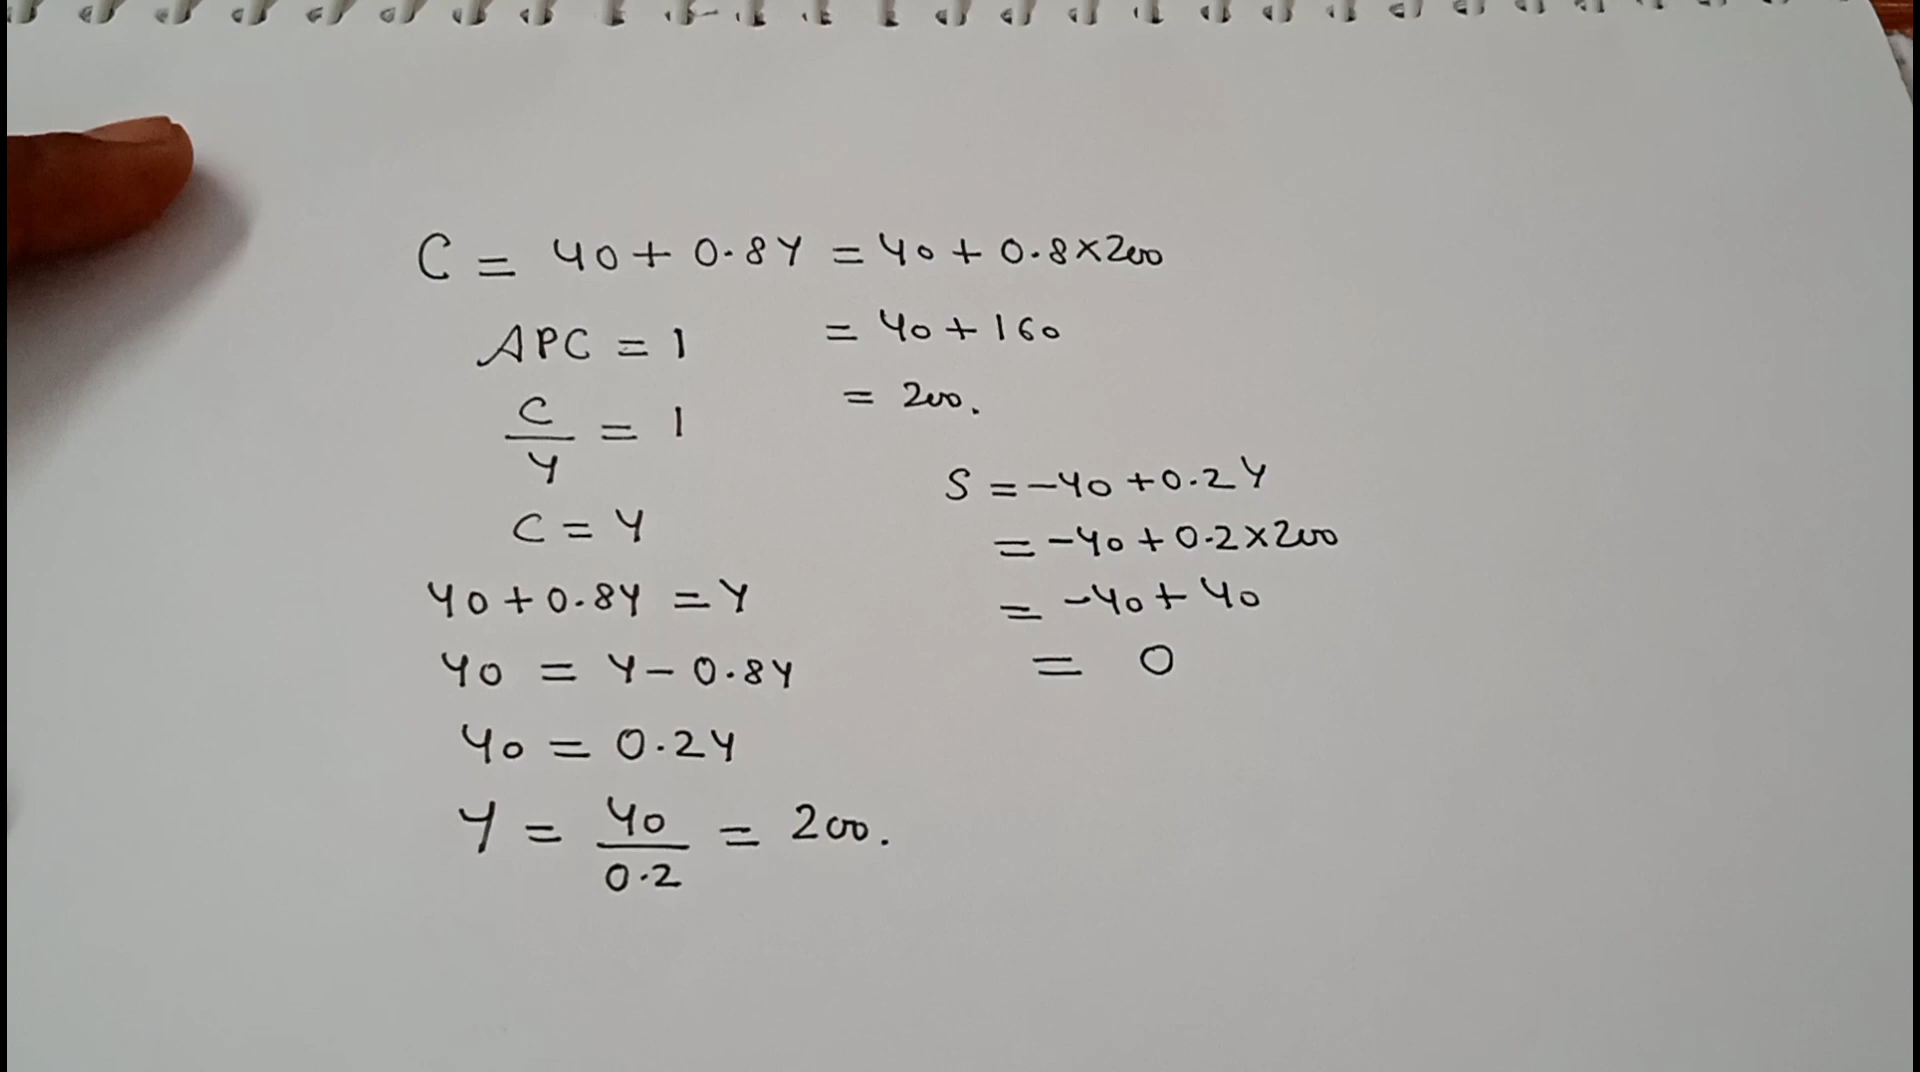 C = 40 + 0.8Y = 40 + 0.8×200
= 40 + 160
= 200.
APC = 1
C/Y = 1
C = Y
40 + 0.8Y = Y
40 = Y - 0.8Y
40 = 0.2Y
Y = 40/0.2 = 200.
S = -40 + 0.2Y
= -40 + 0.2×200
= -40 + 40
= 0